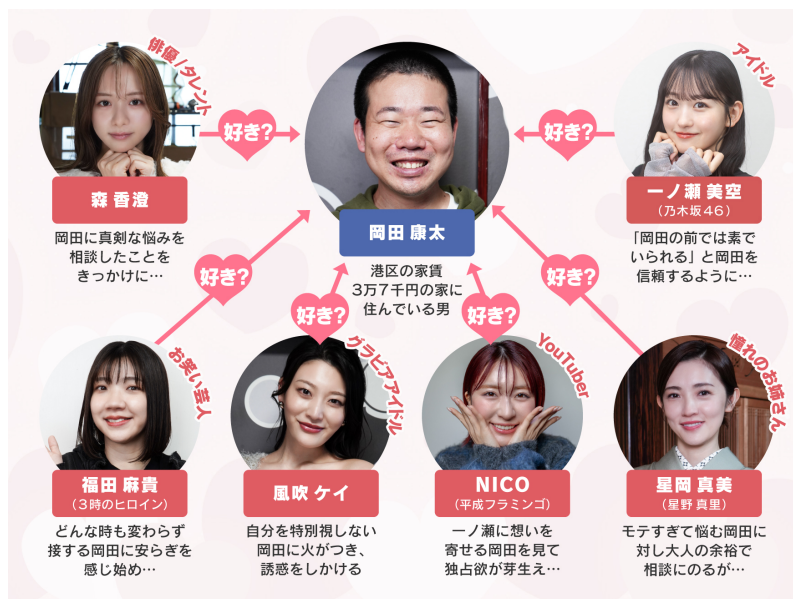 俳優/タレント
アイドル
好き?
好き?
森 香澄
一ノ瀬 美空
(乃木坂46)
岡田 康太
岡田に真剣な悩みを
相談したことを
きっかけに…
港区の家賃
3万7千円の家に
住んでいる男
「岡田の前では素で
いられる」と岡田を
信頼するように…
好き?
好き?
好き?
好き?
お笑い芸人
グラビアアイドル
YouTuber
憧れのお姉さん
福田 麻貴
(3時のヒロイン)
風吹 ケイ
NICO
(平成フラミンゴ)
星岡 真美
(星野 真里)
どんな時も変わらず
接する岡田に安らぎを
感じ始め…
自分を特別視しない
岡田に火がつき、
誘惑をしかける
一ノ瀬に想いを
寄せる岡田を見て
独占欲が芽生え…
モテすぎて悩む岡田に
対し大人の余裕で
相談にのるが…